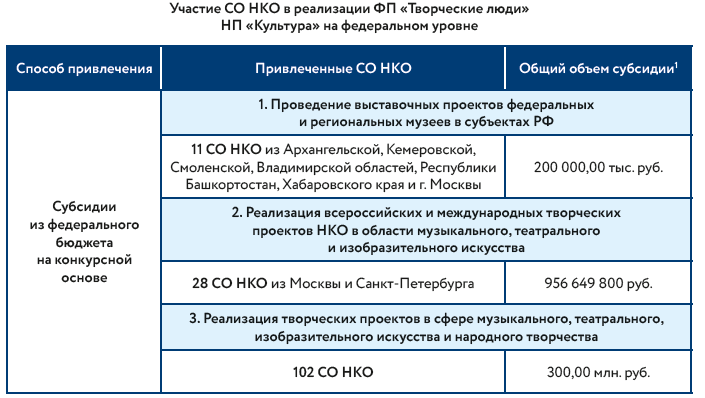 Участие СО НКО в реализации ФП «Творческие люди»
НП «Культура» на федеральном уровне
Способ привлечения
Привлеченные СО НКО
Общий объем субсидии¹
Субсидии
из федерального
бюджета
на конкурсной
основе
1. Проведение выставочных проектов федеральных
и региональных музеев в субъектах РФ
11 СО НКО из Архангельской, Кемеровской,
Смоленской, Владимирской областей, Республики
Башкортостан, Хабаровского края и г. Москвы
200 000,00 тыс. руб.
2. Реализация всероссийских и международных творческих
проектов НКО в области музыкального, театрального
и изобразительного искусства
28 СО НКО из Москвы и Санкт-Петербурга
956 649 800 руб.
3. Реализация творческих проектов в сфере музыкального, театрального,
изобразительного искусства и народного творчества
102 СО НКО
300,00 млн. руб.